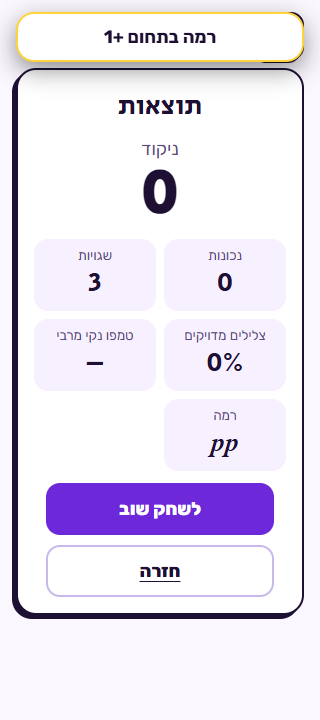 רמה בתחום +1
תוצאות
ניקוד
0
נכונות
0
שגויות
3
צלילים מדויקים
0%
טמפו נקי מרבי
—
רמה
pp
לשחק שוב
חזרה